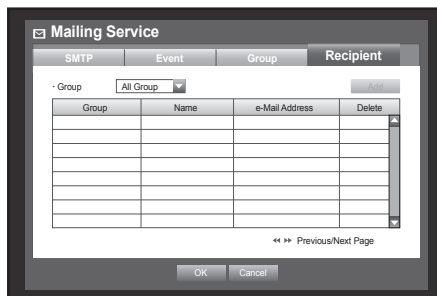 Mailing Service
SMTP Event Group Recipient
· Group All Group Add
Group Name e-Mail Address Delete
Previous/Next Page
OK Cancel